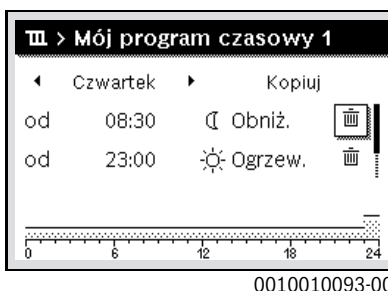 > Mój program czasowy 1
Czwartek Kopiuj
od 08:30 Obniż.
od 23:00 Ogrzew.
0 6 12 18 24
0010010093-00